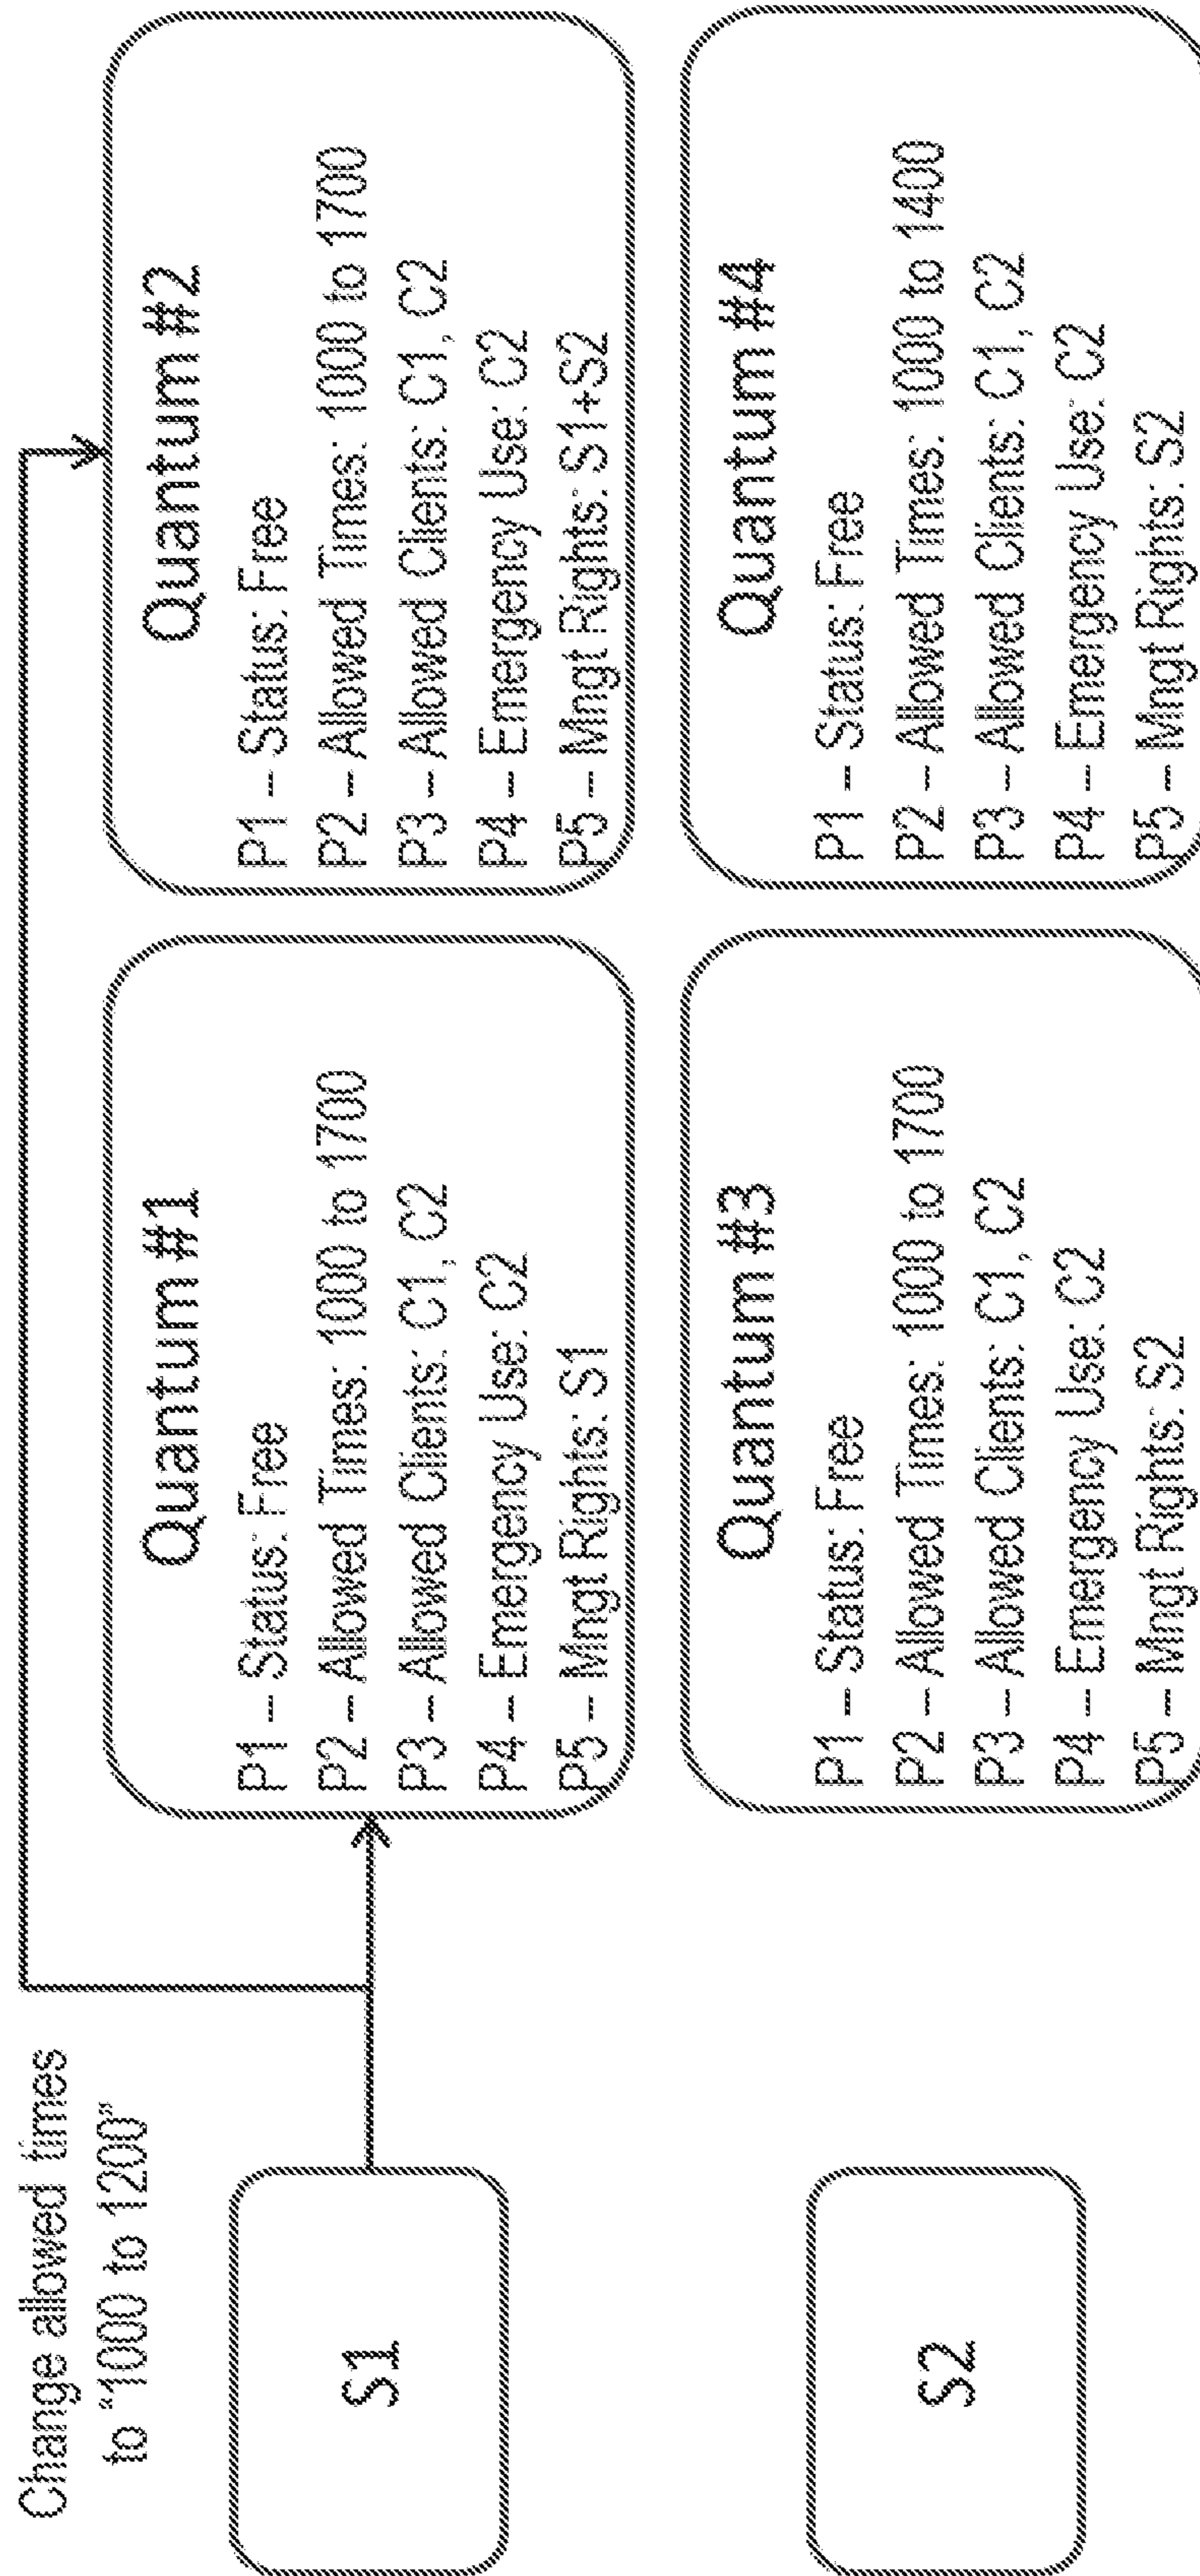 Change allowed times
to "1000 to 1200"
S1
Quantum #1
P1 -- Status: Free
P2 -- Allowed Times: 1000 to 1700
P3 -- Allowed Clients: C1, C2
P4 -- Emergency Use: C2
P5 -- Mngt Rights: S1
Quantum #2
P1 -- Status: Free
P2 -- Allowed Times: 1000 to 1700
P3 -- Allowed Clients: C1, C2
P4 -- Emergency Use: C2
P5 -- Mngt Rights: S1+S2
S2
Quantum #3
P1 -- Status: Free
P2 -- Allowed Times: 1000 to 1700
P3 -- Allowed Clients: C1, C2
P4 -- Emergency Use: C2
P5 -- Mngt Rights: S2
Quantum #4
P1 -- Status: Free
P2 -- Allowed Times: 1000 to 1400
P3 -- Allowed Clients: C1, C2
P4 -- Emergency Use: C2
P5 -- Mngt Rights: S2